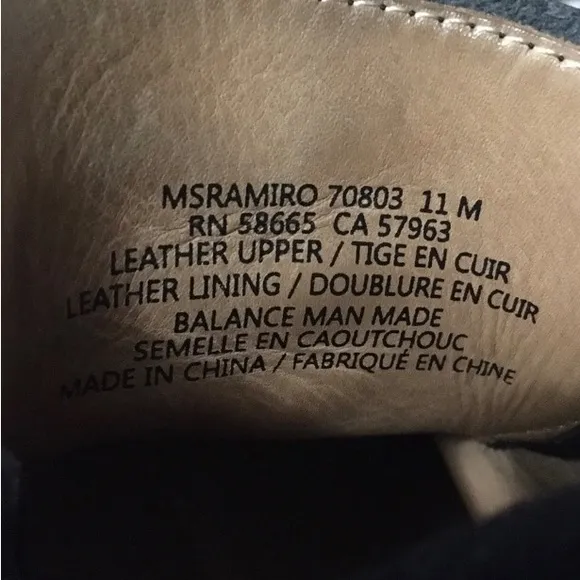 MSRAMIRO 70803 11 M
RN 58665 CA 57963
LEATHER UPPER / TIGE EN CUIR
LEATHER LINING / DOUBLURE EN CUIR
BALANCE MAN MADE
SEMELLE EN CAOUTCHOUC
MADE IN CHINA / FABRIQUÉ EN CHINE